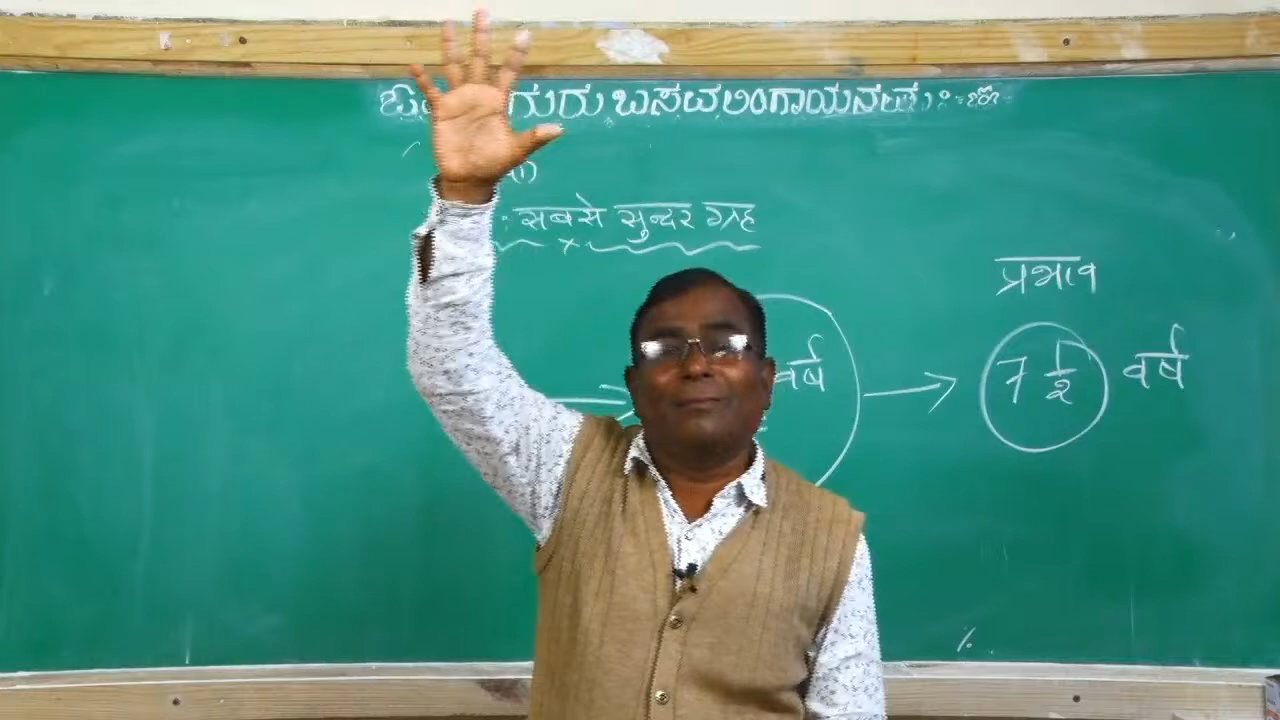 ಗುರು ಬಸವಲಿಂಗಾಯನಮಃ
सबसे सुन्दर ग्रह
प्रभाव
वर्ष → 7 1/2 वर्ष